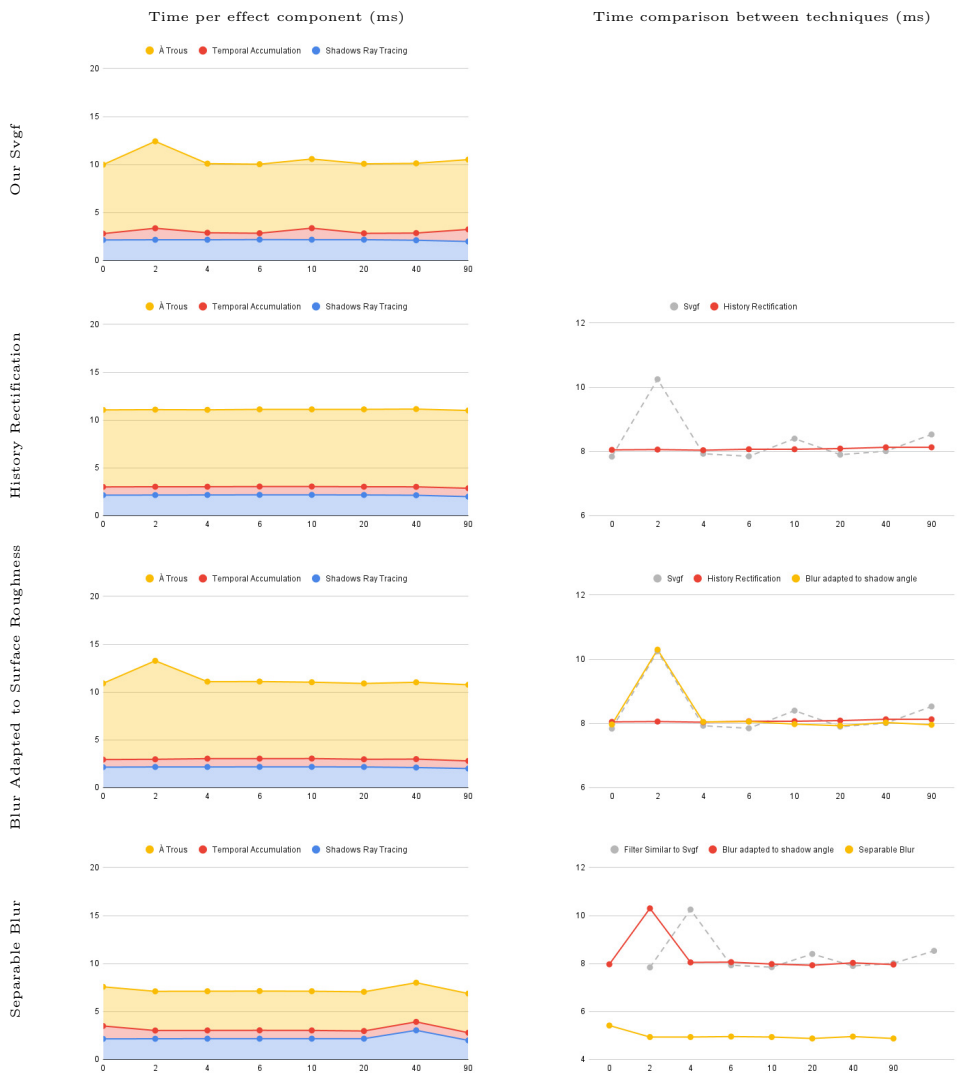 Time per effect component (ms)
Time comparison between techniques (ms)
Our Svgf
À Trous Temporal Accumulation Shadows Ray Tracing
20
15
10
5
0
0 2 4 6 10 20 40 90
History Rectification
À Trous Temporal Accumulation Shadows Ray Tracing
20
15
10
5
0
0 2 4 6 10 20 40 90
Svgf History Rectification
12
10
8
6
0 2 4 6 10 20 40 90
Blur Adapted to Surface Roughness
À Trous Temporal Accumulation Shadows Ray Tracing
20
15
10
5
0
0 2 4 6 10 20 40 90
Svgf History Rectification Blur adapted to shadow angle
12
10
8
6
0 2 4 6 10 20 40 90
Separable Blur
À Trous Temporal Accumulation Shadows Ray Tracing
20
15
10
5
0
0 2 4 6 10 20 40 90
Filter Similar to Svgf Blur adapted to shadow angle Separable Blur
12
10
8
6
4
0 2 4 6 10 20 40 90